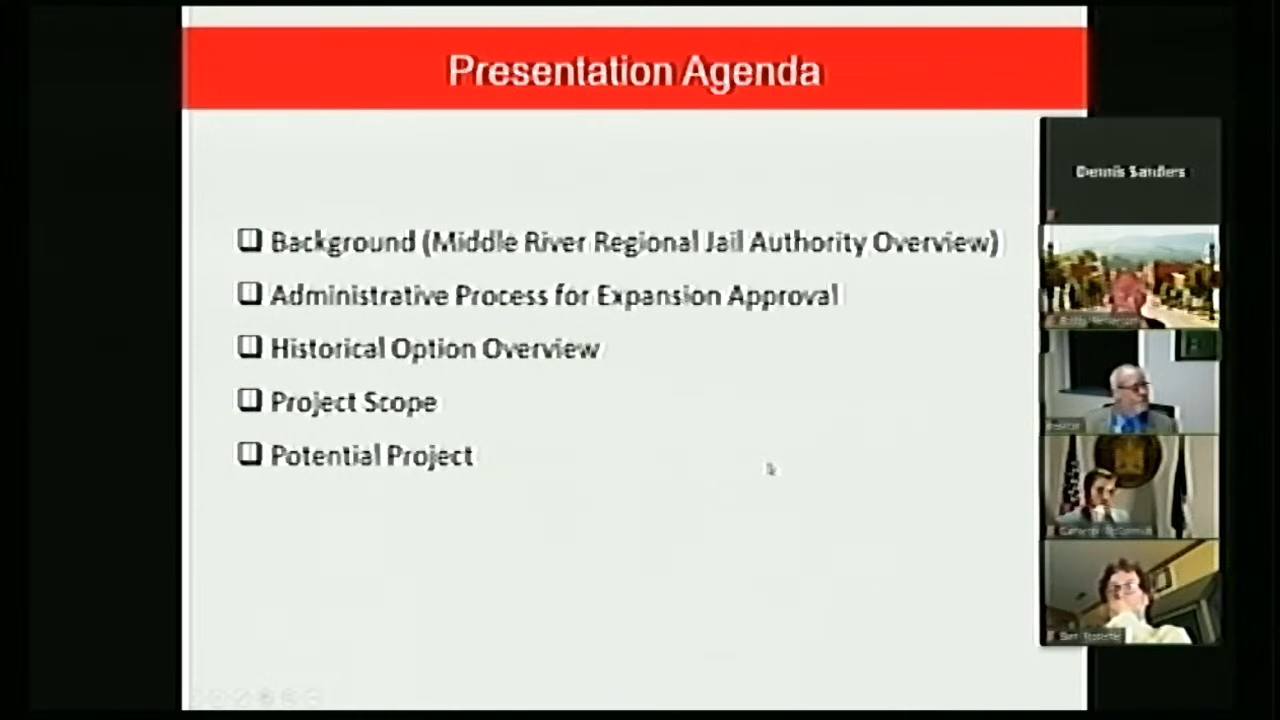 Presentation Agenda
Background (Middle River Regional Jail Authority Overview)
Administrative Process for Expansion Approval
Historical Option Overview
Project Scope
Potential Project
Dennis Sanders